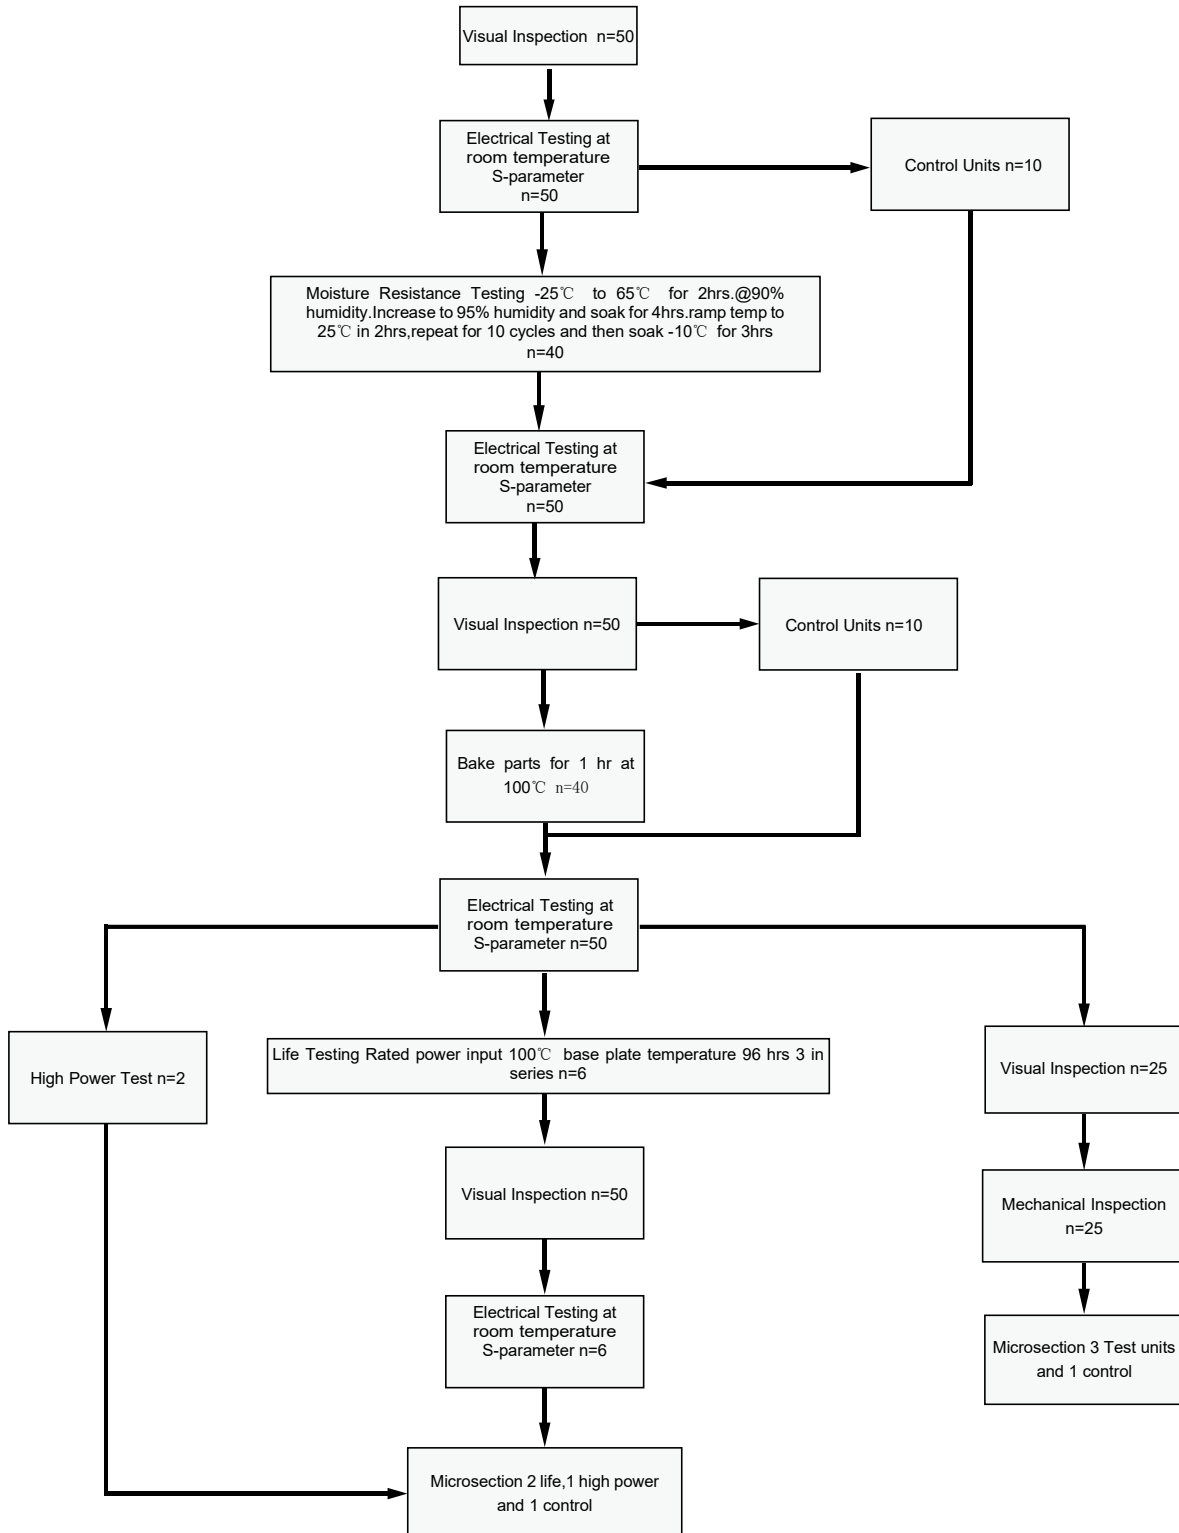 Visual Inspection n=50
Electrical Testing at
room temperature
S-parameter
n=50
Control Units n=10
Moisture Resistance Testing -25℃ to 65℃ for 2hrs.@90%
humidity.Increase to 95% humidity and soak for 4hrs.ramp temp to
25℃ in 2hrs,repeat for 10 cycles and then soak -10℃ for 3hrs
n=40
Electrical Testing at
room temperature
S-parameter
n=50
Visual Inspection n=50
Control Units n=10
Bake parts for 1 hr at
100℃ n=40
Electrical Testing at
room temperature
S-parameter n=50
High Power Test n=2
Life Testing Rated power input 100℃ base plate temperature 96 hrs 3 in
series n=6
Visual Inspection n=25
Visual Inspection n=50
Mechanical Inspection
n=25
Electrical Testing at
room temperature
S-parameter n=6
Microsection 3 Test units
and 1 control
Microsection 2 life,1 high power
and 1 control